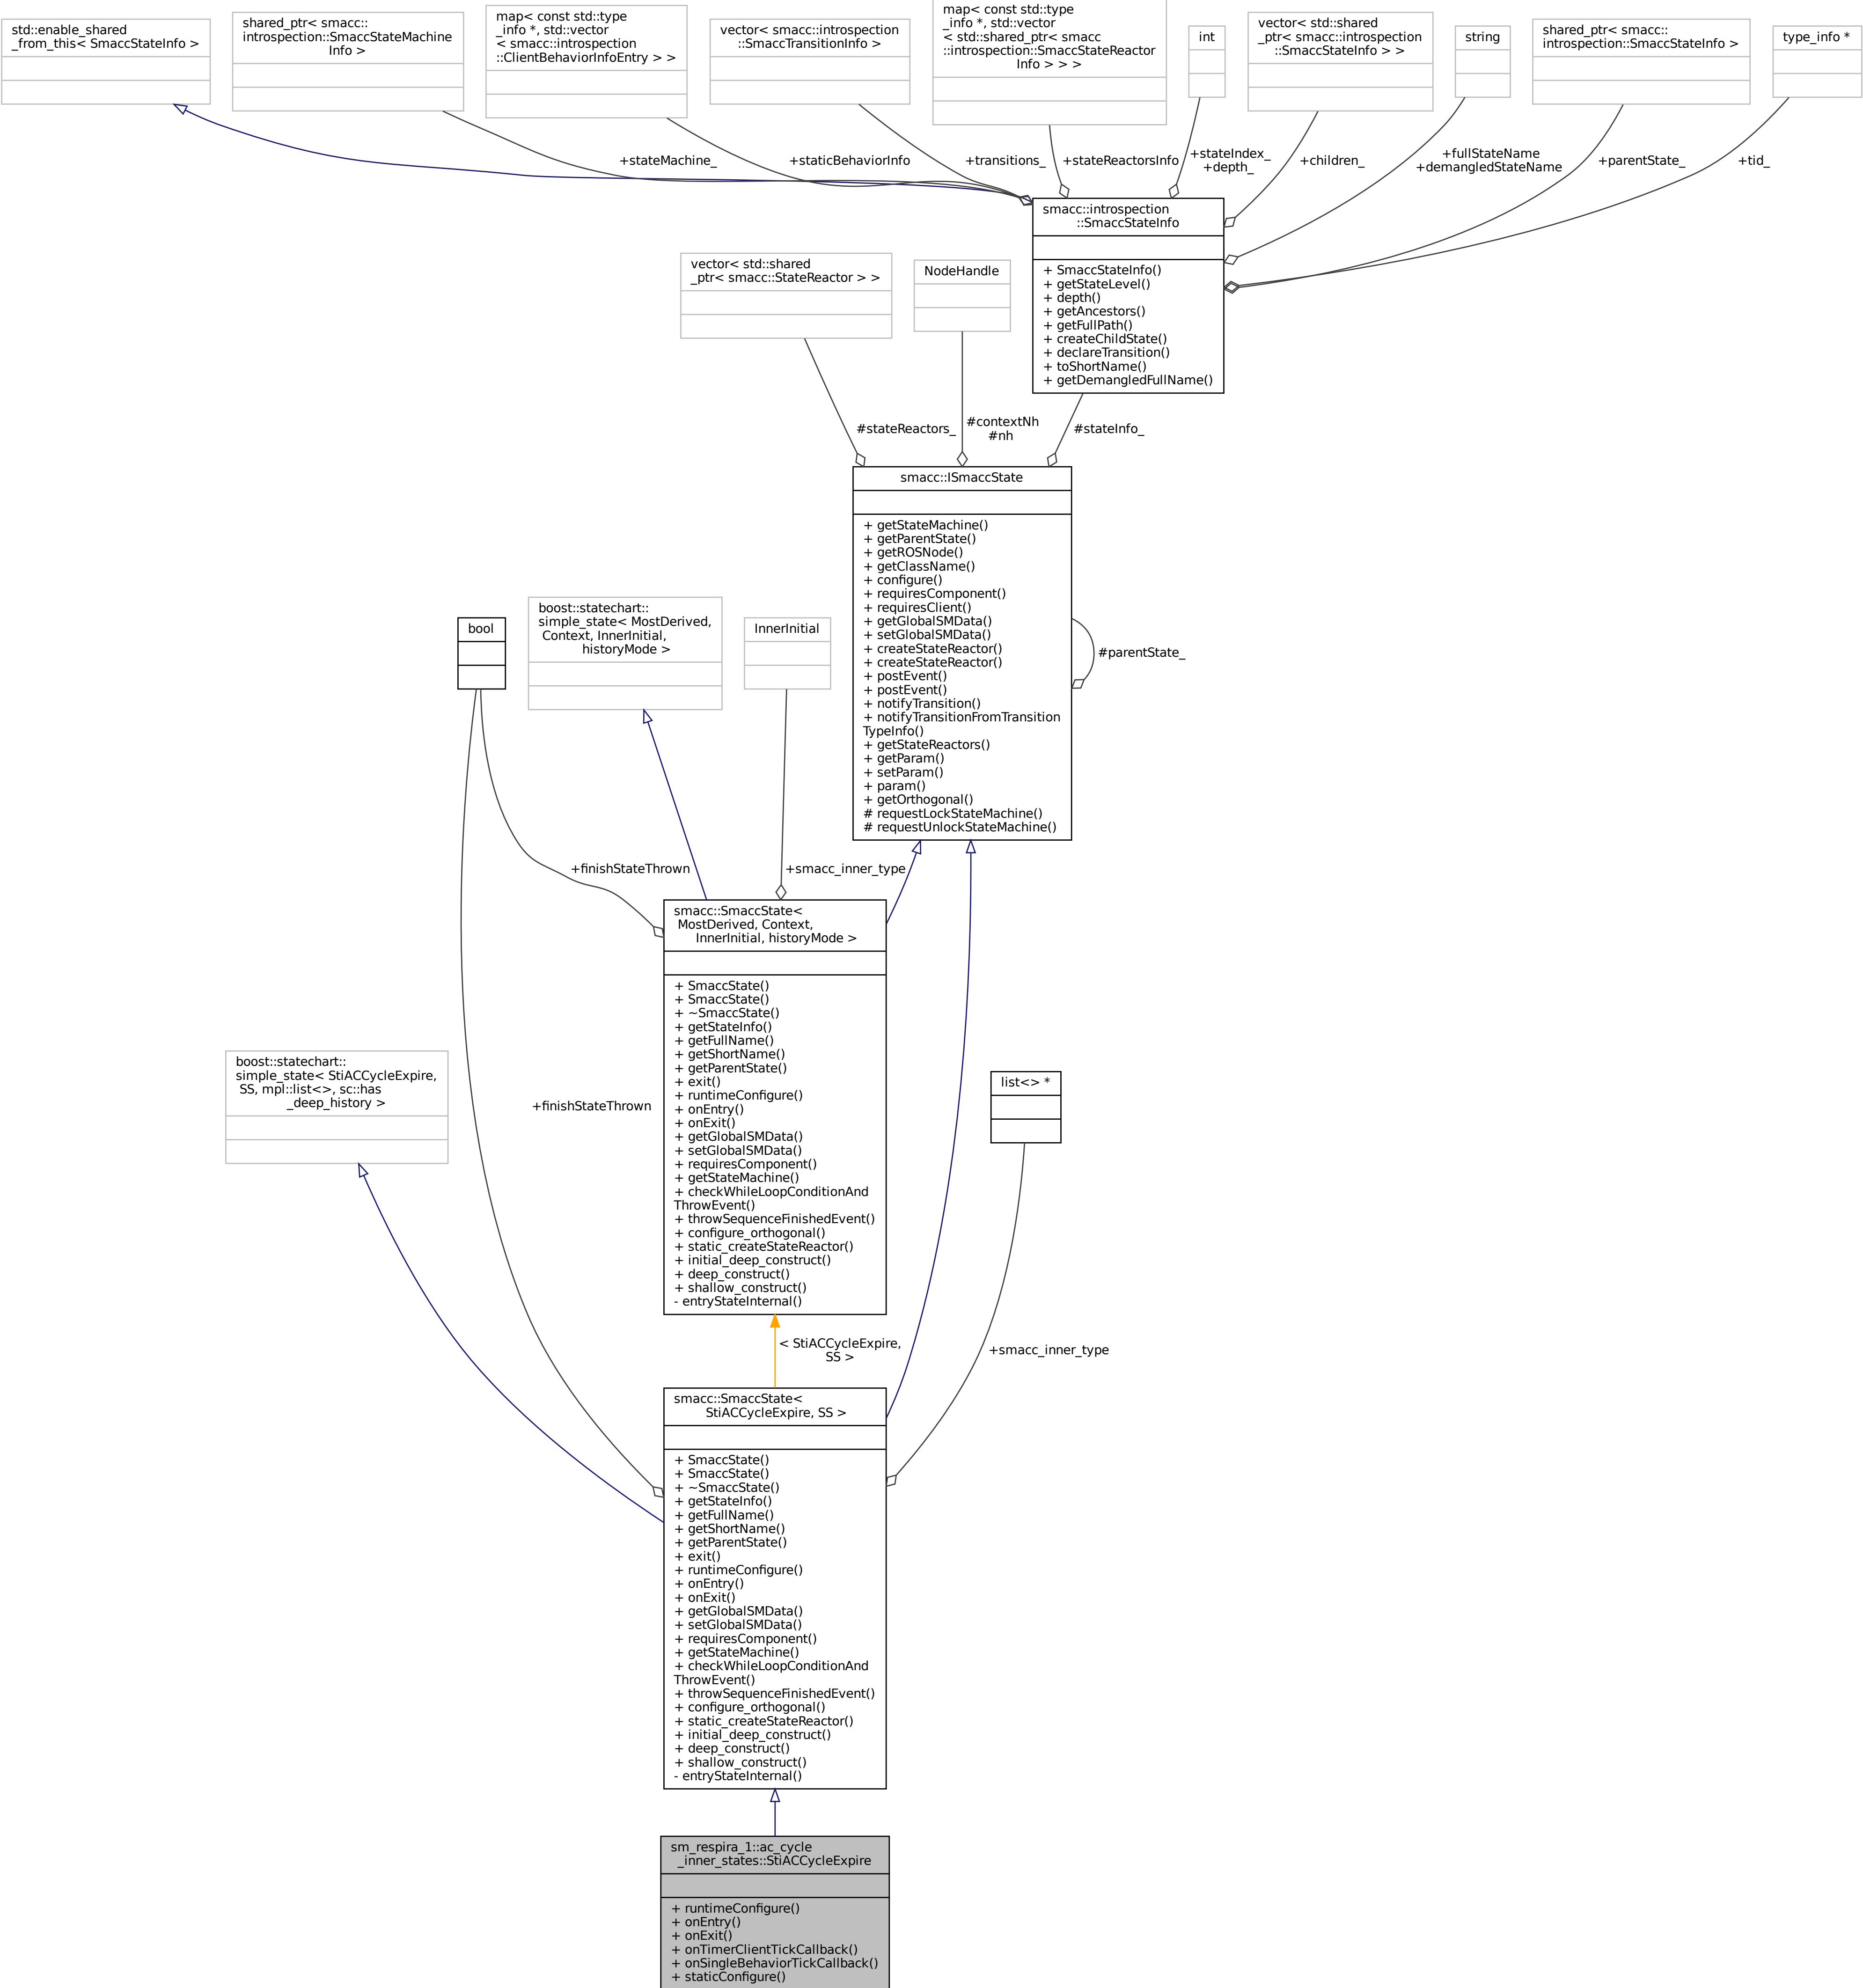 std::enable_shared
_from_this< SmaccStateInfo >
shared_ptr< smacc::
introspection::SmaccStateMachine
Info >
map< const std::type
_info *, std::vector
< smacc::introspection
::ClientBehaviorInfoEntry > >
vector< smacc::introspection
::SmaccTransitionInfo >
map< const std::type
_info *, std::vector
< std::shared_ptr< smacc
::introspection::SmaccStateReactor
Info > > >
int
vector< std::shared
_ptr< smacc::introspection
::SmaccStateInfo > >
string
shared_ptr< smacc::
introspection::SmaccStateInfo >
type_info *
+stateMachine_
+staticBehaviorInfo
+transitions_
+stateReactorsInfo
+stateIndex_
+depth_
+children_
+fullStateName
+demangledStateName
+parentState_
+tid_
smacc::introspection
::SmaccStateInfo
+ SmaccStateInfo()
+ getStateLevel()
+ depth()
+ getAncestors()
+ getFullPath()
+ createChildState()
+ declareTransition()
+ toShortName()
+ getDemangledFullName()
vector< std::shared
_ptr< smacc::StateReactor > >
NodeHandle
#stateReactors_
#contextNh
#nh
#stateInfo_
smacc::ISmaccState
+ getStateMachine()
+ getParentState()
+ getROSNode()
+ getClassName()
+ configure()
+ requiresComponent()
+ requiresClient()
+ getGlobalSMData()
+ setGlobalSMData()
+ createStateReactor()
+ createStateReactor()
+ postEvent()
+ postEvent()
+ notifyTransition()
+ notifyTransitionFromTransition
TypeInfo()
+ getStateReactors()
+ getParam()
+ setParam()
+ param()
+ getOrthogonal()
# requestLockStateMachine()
# requestUnlockStateMachine()
#parentState_
bool
boost::statechart::
simple_state< MostDerived,
Context, InnerInitial,
historyMode >
InnerInitial
+finishStateThrown
+smacc_inner_type
smacc::SmaccState<
MostDerived, Context,
InnerInitial, historyMode >
+ SmaccState()
+ SmaccState()
+ ~SmaccState()
+ getStateInfo()
+ getFullName()
+ getShortName()
+ getParentState()
+ exit()
+ runtimeConfigure()
+ onEntry()
+ onExit()
+ getGlobalSMData()
+ setGlobalSMData()
+ requiresComponent()
+ getStateMachine()
+ checkWhileLoopConditionAnd
ThrowEvent()
+ throwSequenceFinishedEvent()
+ configure_orthogonal()
+ static_createStateReactor()
+ initial_deep_construct()
+ deep_construct()
+ shallow_construct()
- entryStateInternal()
boost::statechart::
simple_state< StiACCycleExpire,
SS, mpl::list<>, sc::has
_deep_history >
+finishStateThrown
list<> *
< StiACCycleExpire,
SS >
+smacc_inner_type
smacc::SmaccState<
StiACCycleExpire, SS >
+ SmaccState()
+ SmaccState()
+ ~SmaccState()
+ getStateInfo()
+ getFullName()
+ getShortName()
+ getParentState()
+ exit()
+ runtimeConfigure()
+ onEntry()
+ onExit()
+ getGlobalSMData()
+ setGlobalSMData()
+ requiresComponent()
+ getStateMachine()
+ checkWhileLoopConditionAnd
ThrowEvent()
+ throwSequenceFinishedEvent()
+ configure_orthogonal()
+ static_createStateReactor()
+ initial_deep_construct()
+ deep_construct()
+ shallow_construct()
- entryStateInternal()
sm_respira_1::ac_cycle
_inner_states::StiACCycleExpire
+ runtimeConfigure()
+ onEntry()
+ onExit()
+ onTimerClientTickCallback()
+ onSingleBehaviorTickCallback()
+ staticConfigure()